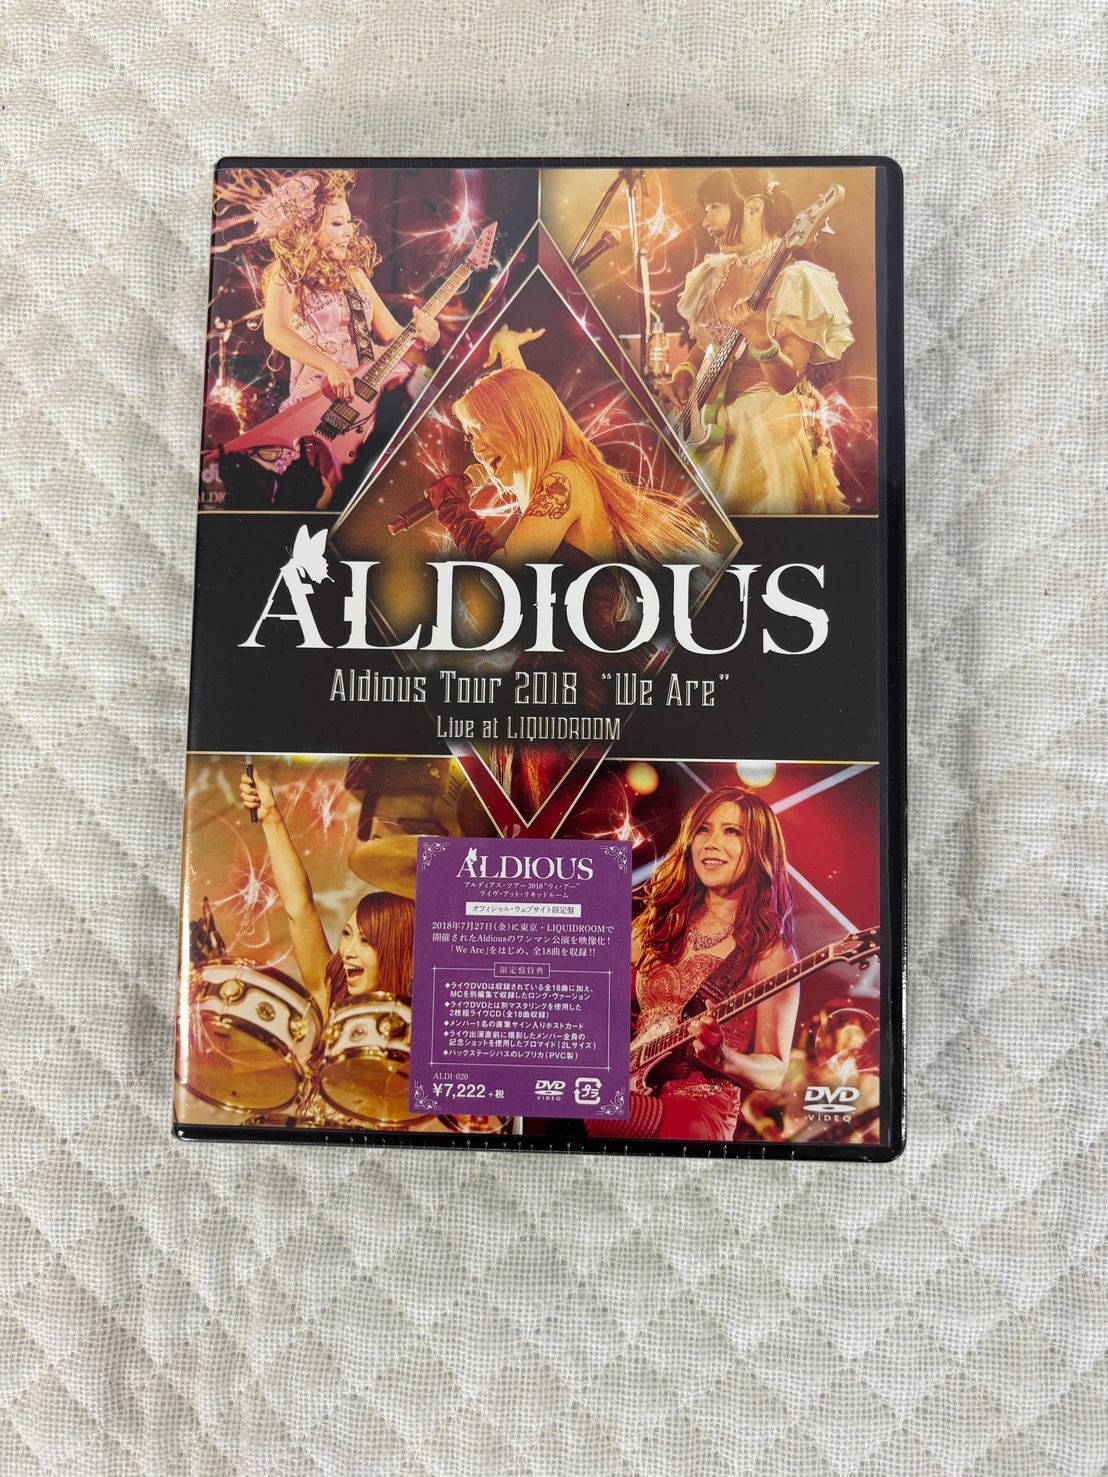 ALDIOUS
Aldious Tour 2018 "We Are"
Live at LIQUIDROOM
ALDIOUS
アルディアス・ツアー 2018"ウィ・アー"
ライヴ・アット・リキッドルーム
オフィシャル・ウェブサイト限定盤
2018年7月27日(金)に東京・LIQUIDROOMで
開催されたAldiousのワンマン公演を映像化!
「We Are」をはじめ、全18曲を収録!!
限定盤特典
◆ライヴDVDは収録されている全18曲に加え、
MCを別編集で収録したロング・ヴァージョン
◆ライヴDVDとは別マスタリングを使用した
2枚組ライヴCD(全18曲収録)
◆メンバー1名の直筆サイン入りポストカード
◆ライヴ出演直前に撮影したメンバー全員の
記念ショットを使用したブロマイド(2Lサイズ)
◆バックステージパスのレプリカ(PVC製)
ALDI-020
¥7,222+税
DVD
VIDEO
プラ
DVD
VIDEO